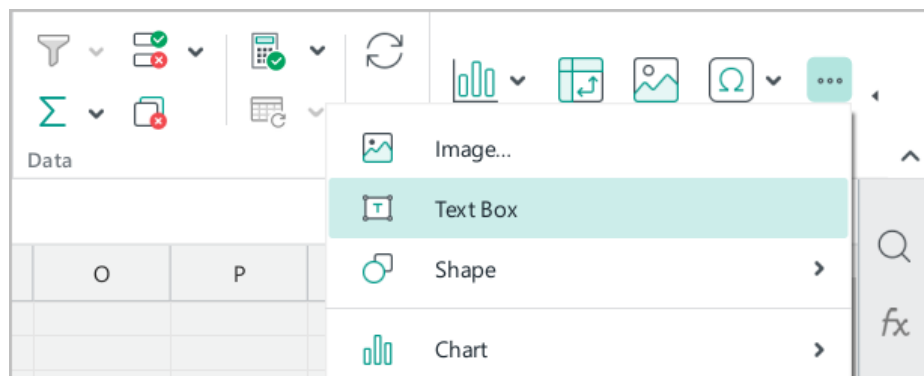 Data
Image...
Text Box
O P
Shape
Chart
fx